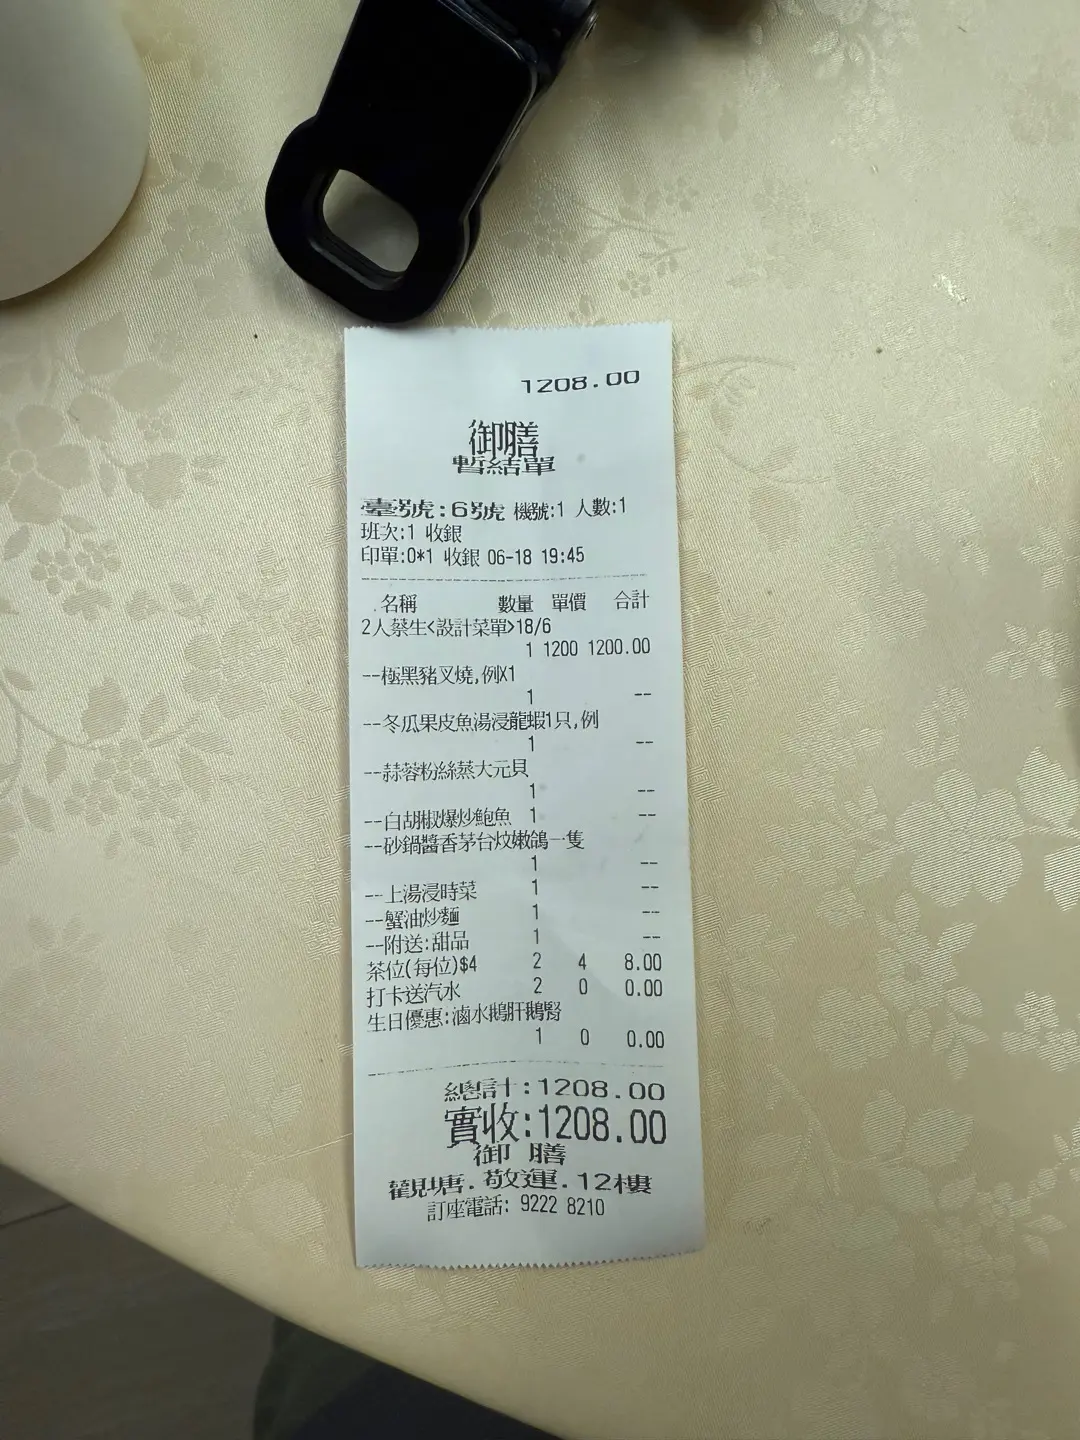 1208.00
御膳
暫結單
臺號:6號 機號:1 人數:1
班次:1 收銀
印單:0*1 收銀 06-18 19:45
名稱 數量 單價 合計
2人蔡生<設計菜單>18/6
1 1200 1200.00
--極黑豬叉燒,例X1
1 --
--冬瓜果皮魚湯浸龍蝦1只,例
1 --
--蒜蓉粉絲蒸大元貝
1 --
--白胡椒爆炒鮑魚 1 --
--砂鍋醬香茅台炆嫩鴿一隻
1 --
--上湯浸時菜 1 --
--蟹油炒麵 1 --
--附送:甜品 1 --
茶位(每位)$4 2 4 8.00
打卡送汽水 2 0 0.00
生日優惠:滷水鵝肝鵝腎
1 0 0.00
總計:1208.00
實收:1208.00
御 膳
觀塘.敬運.12樓
訂座電話: 9222 8210